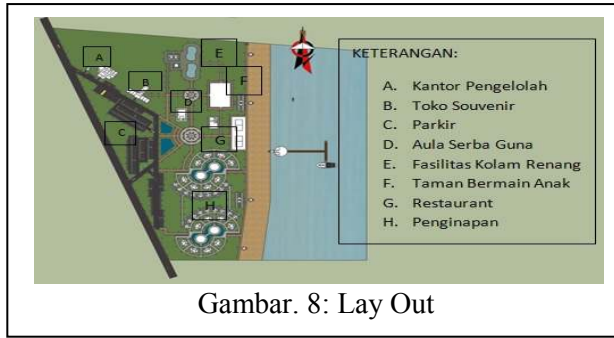 A
B
C
D
E
F
G
H
KETERANGAN:
A. Kantor Pengelolah
B. Toko Souvenir
C. Parkir
D. Aula Serba Guna
E. Fasilitas Kolam Renang
F. Taman Bermain Anak
G. Restaurant
H. Penginapan
Gambar. 8: Lay Out